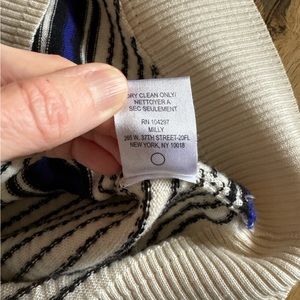 DRY CLEAN ONLY/
NETTOYER A
SEC SEULEMENT
RN 104297
MILLY
265 W. 37TH STREET-20FL
NEW YORK, NY 10018